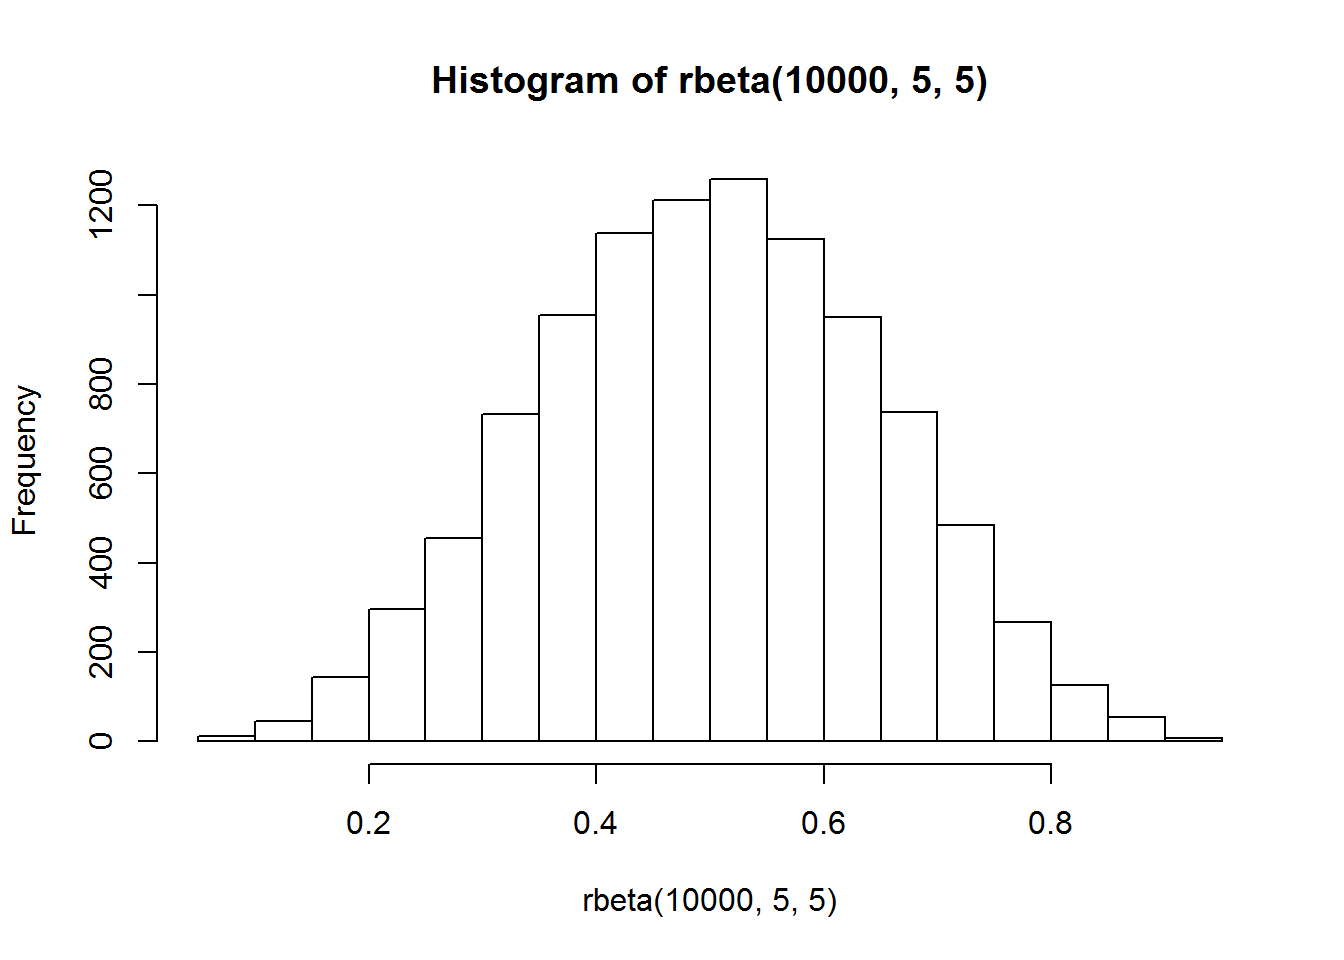 Histogram of rbeta(10000, 5, 5)
Frequency
1200
800
600
400
200
0
0.2 0.4 0.6 0.8
rbeta(10000, 5, 5)